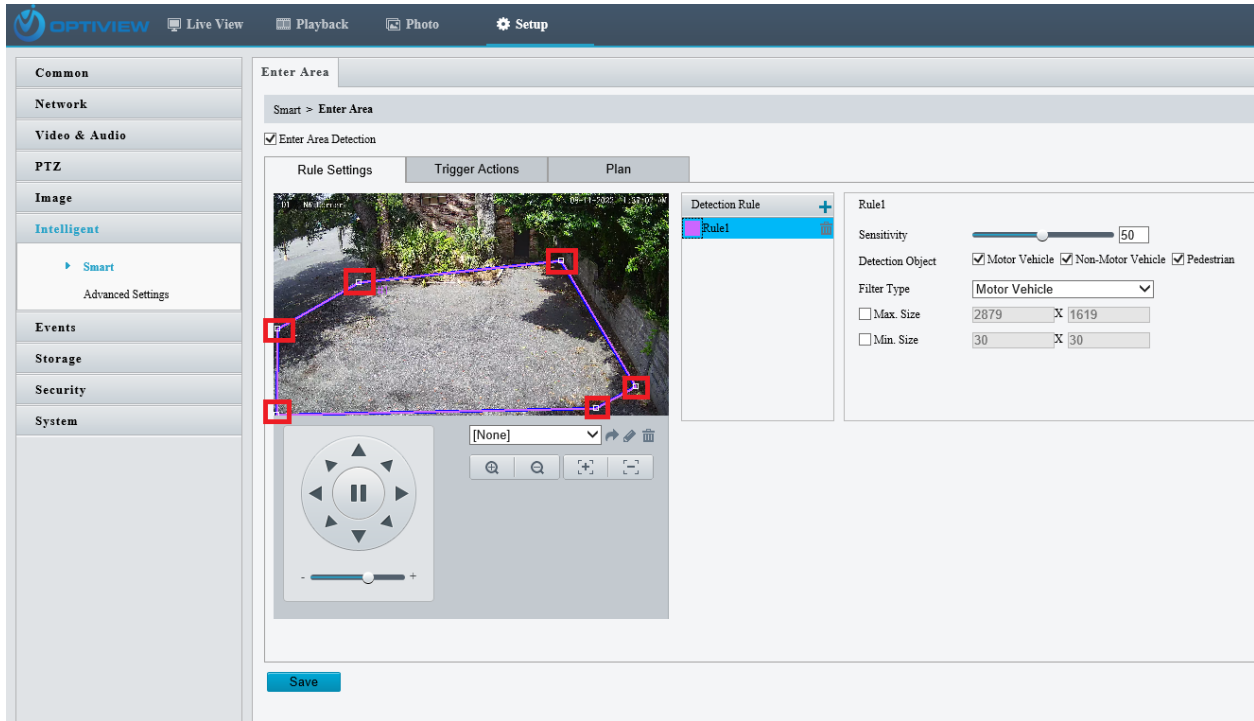 OPTIVIEW Live View Playback Photo Setup
Common
Network
Video & Audio
PTZ
Image
Intelligent
Smart
Advanced Settings
Events
Storage
Security
System
Enter Area
Smart > Enter Area
Enter Area Detection
Rule Settings Trigger Actions Plan
D1
Detection Rule
Rule1
Rule1
Sensitivity 50
Detection Object Motor Vehicle Non-Motor Vehicle Pedestrian
Filter Type Motor Vehicle
Max. Size 2879 X 1619
Min. Size 30 X 30
[None]
- +
Save